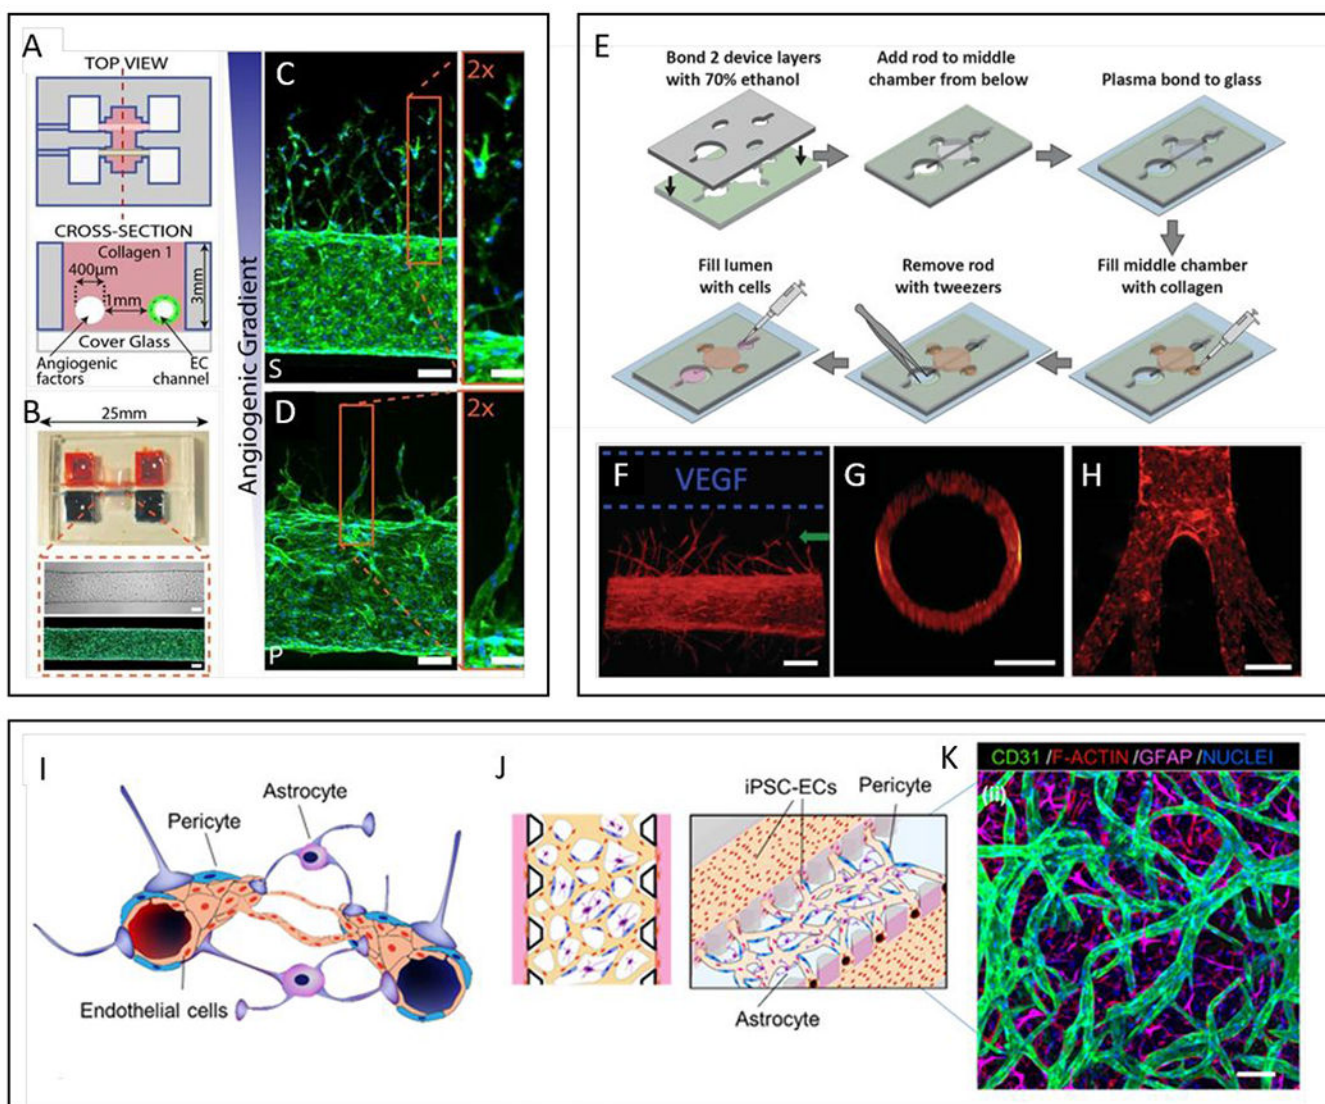 A
TOP VIEW
CROSS-SECTION
Collagen 1
400μm
1mm
3mm
Cover Glass
Angiogenic
factors
EC
channel
B
25mm
Angiogenic Gradient
C
2x
S
D
2x
P
E
Bond 2 device layers
with 70% ethanol
Add rod to middle
chamber from below
Plasma bond to glass
Fill lumen
with cells
Remove rod
with tweezers
Fill middle chamber
with collagen
F
VEGF
G
H
I
Astrocyte
Pericyte
Endothelial cells
J
iPSC-ECs
Pericyte
Astrocyte
K
CD31 /F-ACTIN/GFAP/NUCLEI
(ii)